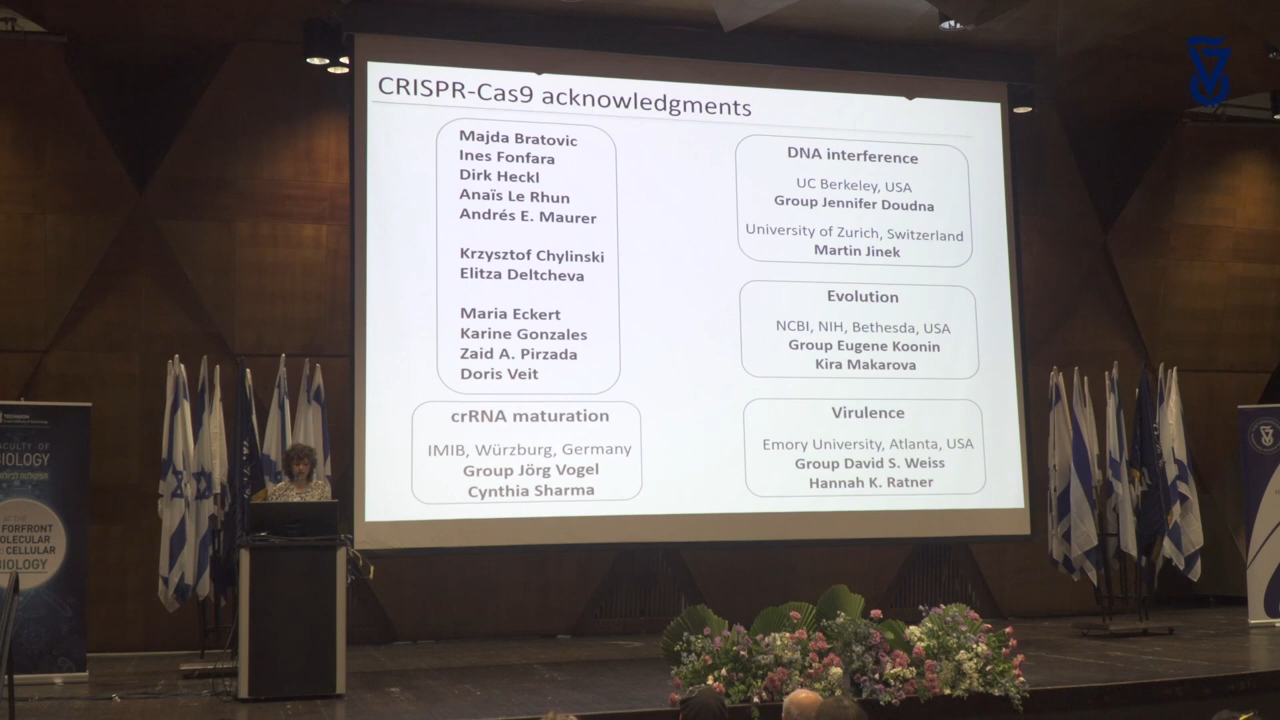 CRISPR-Cas9 acknowledgments
Majda Bratovic
Ines Fonfara
Dirk Heckl
Anaïs Le Rhun
Andrés E. Maurer
Krzysztof Chylinski
Elitza Deltcheva
Maria Eckert
Karine Gonzales
Zaid A. Pirzada
Doris Veit
crRNA maturation
IMIB, Würzburg, Germany
Group Jörg Vogel
Cynthia Sharma
DNA interference
UC Berkeley, USA
Group Jennifer Doudna
University of Zurich, Switzerland
Martin Jinek
Evolution
NCBI, NIH, Bethesda, USA
Group Eugene Koonin
Kira Makarova
Virulence
Emory University, Atlanta, USA
Group David S. Weiss
Hannah K. Ratner
TECHNION
OF
BIOLOGY
AT THE
FORFRONT
CELLULAR
BIOLOGY